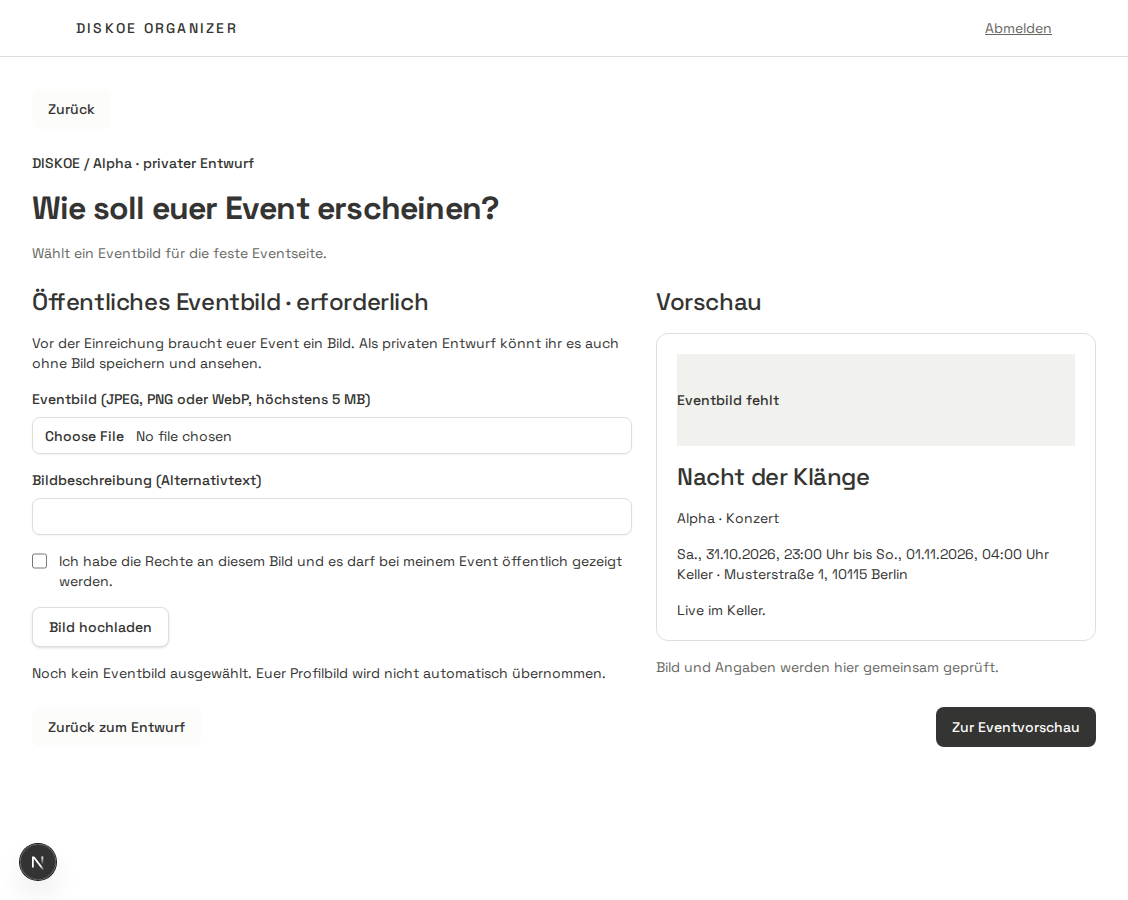 DISKOE ORGANIZER
Abmelden
Zurück
DISKOE / Alpha · privater Entwurf
Wie soll euer Event erscheinen?
Wählt ein Eventbild für die feste Eventseite.
Öffentliches Eventbild · erforderlich
Vor der Einreichung braucht euer Event ein Bild. Als privaten Entwurf könnt ihr es auch
ohne Bild speichern und ansehen.
Eventbild (JPEG, PNG oder WebP, höchstens 5 MB)
Choose File No file chosen
Bildbeschreibung (Alternativtext)
Ich habe die Rechte an diesem Bild und es darf bei meinem Event öffentlich gezeigt
werden.
Bild hochladen
Noch kein Eventbild ausgewählt. Euer Profilbild wird nicht automatisch übernommen.
Zurück zum Entwurf
Vorschau
Eventbild fehlt
Nacht der Klänge
Alpha · Konzert
Sa., 31.10.2026, 23:00 Uhr bis So., 01.11.2026, 04:00 Uhr
Keller · Musterstraße 1, 10115 Berlin
Live im Keller.
Bild und Angaben werden hier gemeinsam geprüft.
Zur Eventvorschau
N